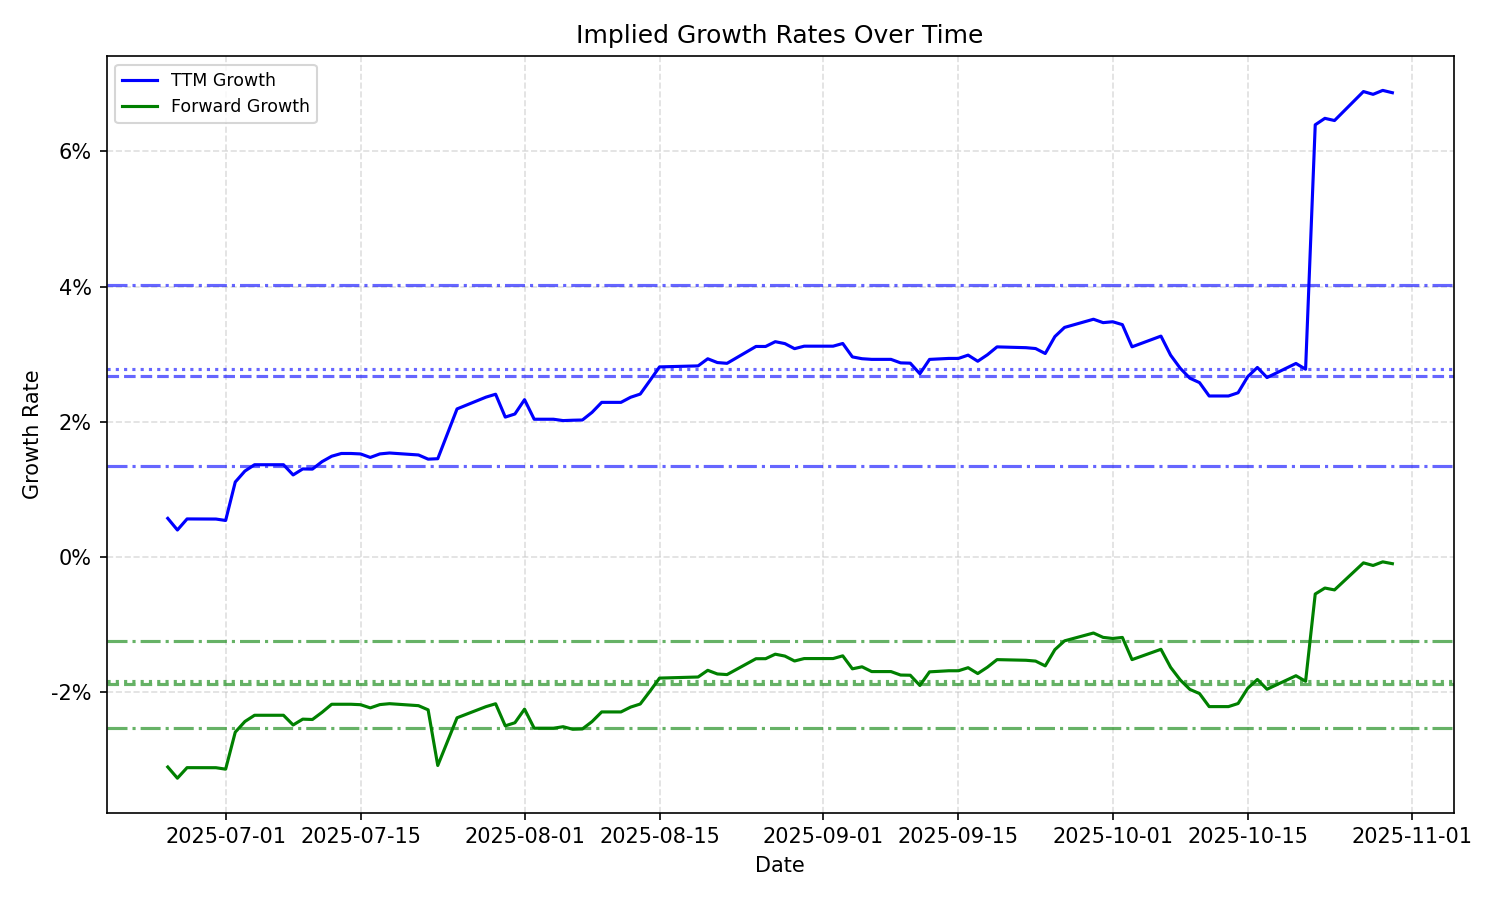 Implied Growth Rates Over Time
TTM Growth
Forward Growth
6%
4%
2%
0%
-2%
Growth Rate
2025-07-01 2025-07-15 2025-08-01 2025-08-15 2025-09-01 2025-09-15 2025-10-01 2025-10-15 2025-11-01
Date